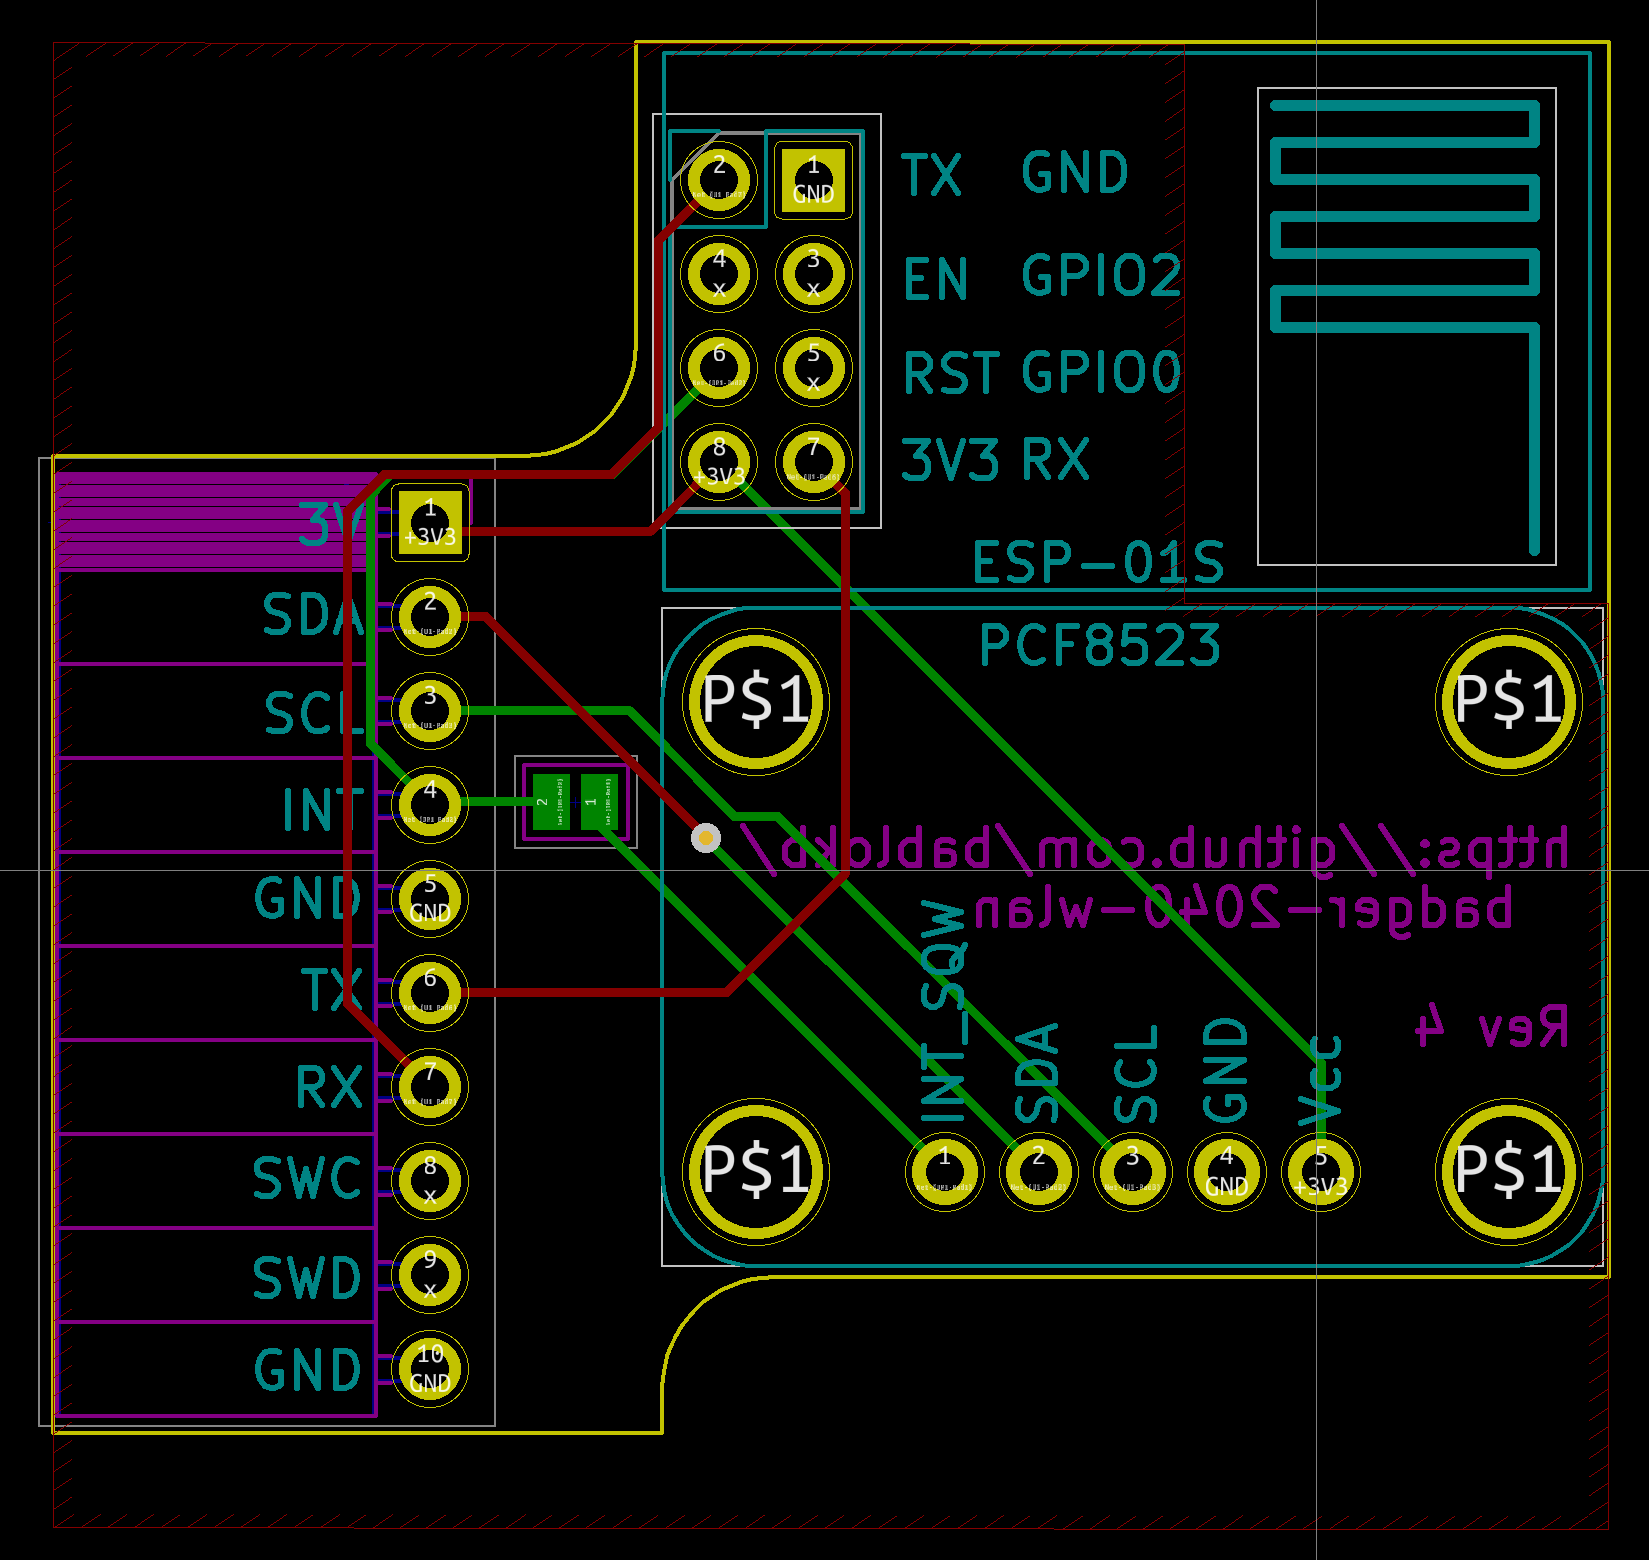 2
1
GND
TX GND
4
x
3
x
EN GPIO2
6
5
x
RST GPIO0
8
+3V3
7
3V3 RX
3V
1
+3V3
ESP-01S
SDA
2
PCF8523
SCL
3
P$1
P$1
INT
4
2
1
https://github.com/bablokb/
badger-2040-wlan
GND
5
GND
TX
6
Rev 4
INT_SQW
SDA
SCL
GND
Vcc
RX
7
SWC
8
x
P$1
1
2
3
4
GND
5
+3V3
P$1
SWD
9
x
GND
10
GND